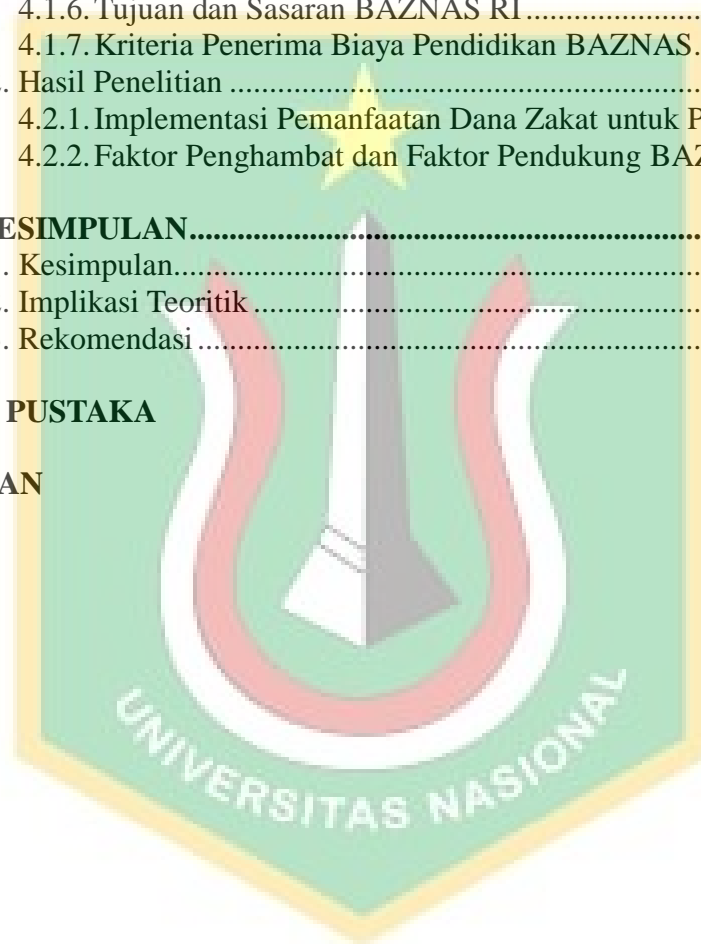 4.1.6. Tujuan dan Sasaran BAZNAS RI ........................
4.1.7. Kriteria Penerima Biaya Pendidikan BAZNAS.
. Hasil Penelitian ................................................................
4.2.1. Implementasi Pemanfaatan Dana Zakat untuk P
4.2.2. Faktor Penghambat dan Faktor Pendukung BAZ
ESIMPULAN....................................................................
. Kesimpulan.......................................................................
. Implikasi Teoritik .............................................................
. Rekomendasi ....................................................................
PUSTAKA
AN
UNIVERSITAS NASIONAL